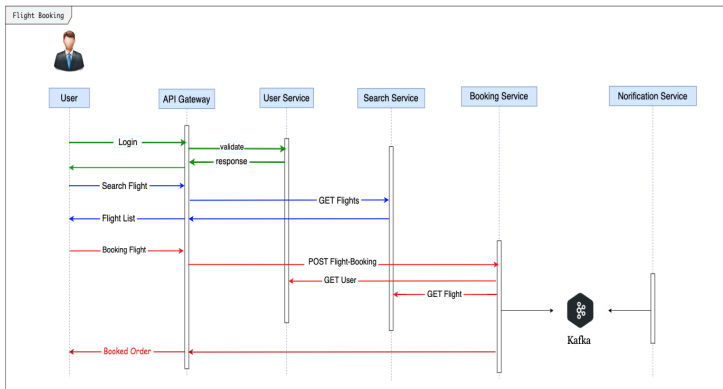 Flight Booking
User
API Gateway
User Service
Search Service
Booking Service
Norification Service
Login
validate
response
Search Flight
GET Flights
Flight List
Booking Flight
POST Flight-Booking
GET User
GET Flight
Kafka
Booked Order